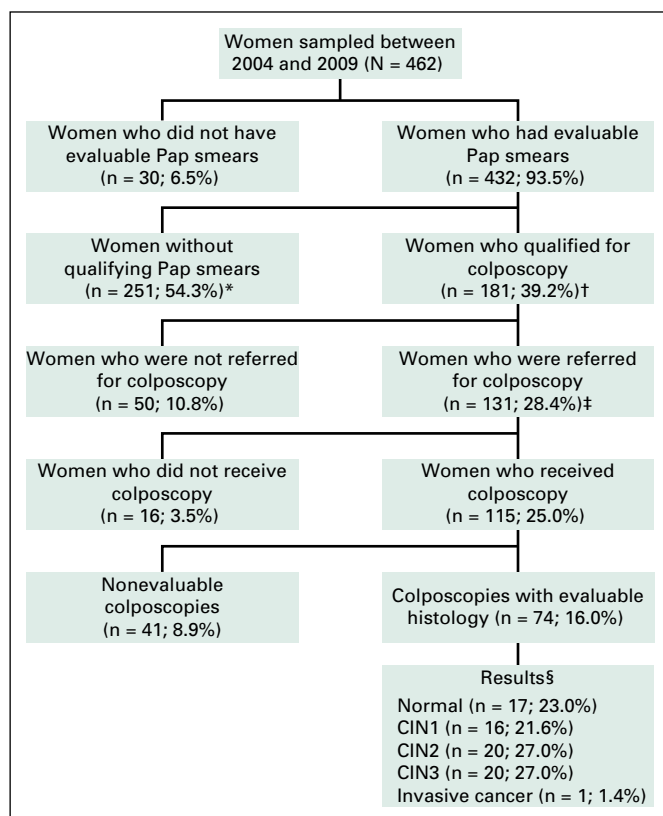 Women sampled between
2004 and 2009 (N = 462)
Women who did not have
evaluable Pap smears
(n = 30; 6.5%)
Women who had evaluable
Pap smears
(n = 432; 93.5%)
Women without
qualifying Pap smears
(n = 251; 54.3%)*
Women who qualified for
colposcopy
(n = 181; 39.2%)†
Women who were not referred
for colposcopy
(n = 50; 10.8%)
Women who were referred
for colposcopy
(n = 131; 28.4%)‡
Women who did not receive
colposcopy
(n = 16; 3.5%)
Women who received
colposcopy
(n = 115; 25.0%)
Nonevaluable
colposcopies
(n = 41; 8.9%)
Colposcopies with evaluable
histology (n = 74; 16.0%)
Results§
Normal (n = 17; 23.0%)
CIN1 (n = 16; 21.6%)
CIN2 (n = 20; 27.0%)
CIN3 (n = 20; 27.0%)
Invasive cancer (n = 1; 1.4%)